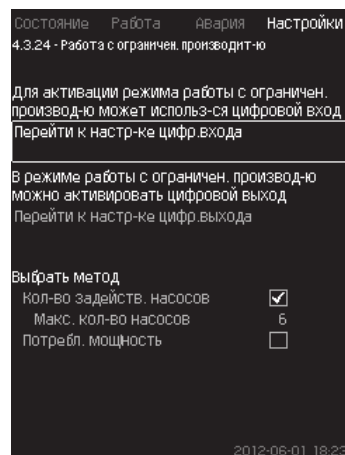 Состояние Работа Авария Настройки
4.3.24 - Работа с ограничен. производит-ю
Для активации режима работы с ограничен.
производ-ю может использ-ся цифровой вход
Перейти к настр-ке цифр.входа
В режиме работы с ограничен. производ-ю
можно активировать цифровой выход
Перейти к настр-ке цифр.выхода
Выбрать метод
Кол-во задейств. насосов
Макс. кол-во насосов 6
Потребл. мощность
2012-06-01 18:23